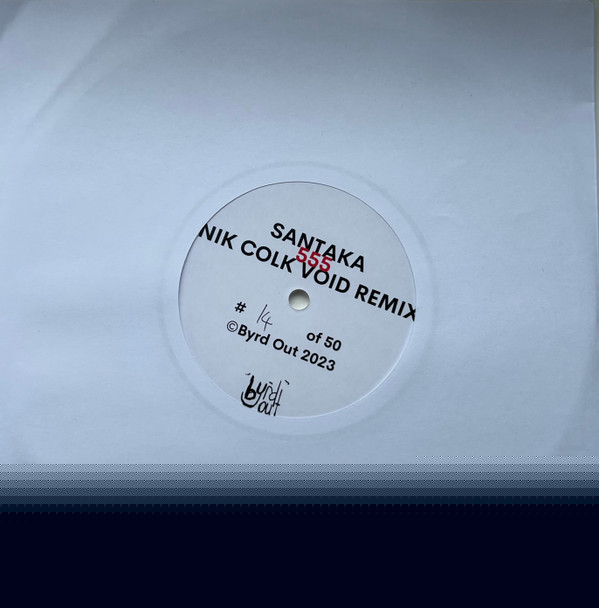 SANTAKA
555
NIK COLK VOID REMIX
# 14 of 50
©Byrd Out 2023
byrd
out